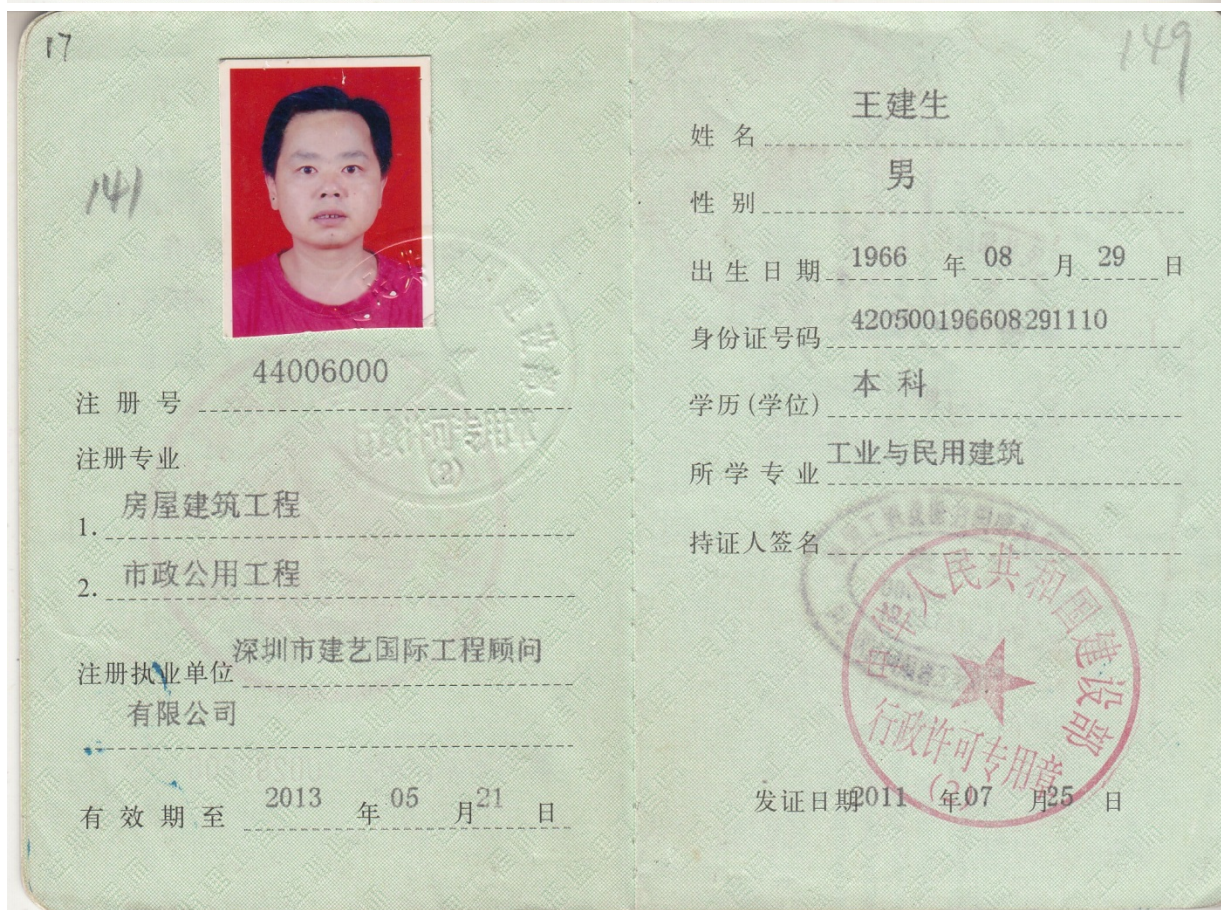 17
141
44006000
注 册 号
注册专业
1. 房屋建筑工程
2. 市政公用工程
注册执业单位 深圳市建艺国际工程顾问
有限公司
有 效 期 至 2013 年 05 月 21 日
149
姓 名 王建生
性 别 男
出 生 日 期 1966 年 08 月 29 日
身份证号码 420500196608291110
学历(学位) 本 科
所 学 专 业 工业与民用建筑
持证人签名
中华人民共和国建设部
行政许可专用章
(2)
发证日期 2011 年 07 月 25 日